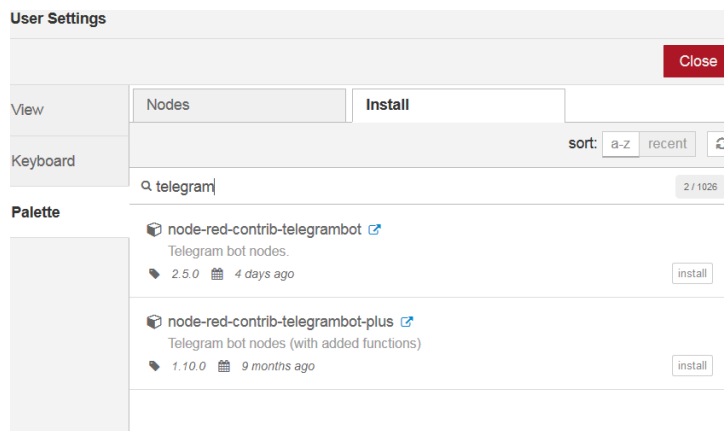 User Settings
Close
View
Keyboard
Palette
Nodes
Install
sort: a-z recent
telegram
2 / 1026
node-red-contrib-telegrambot
Telegram bot nodes.
2.5.0 4 days ago
install
node-red-contrib-telegrambot-plus
Telegram bot nodes (with added functions)
1.10.0 9 months ago
install